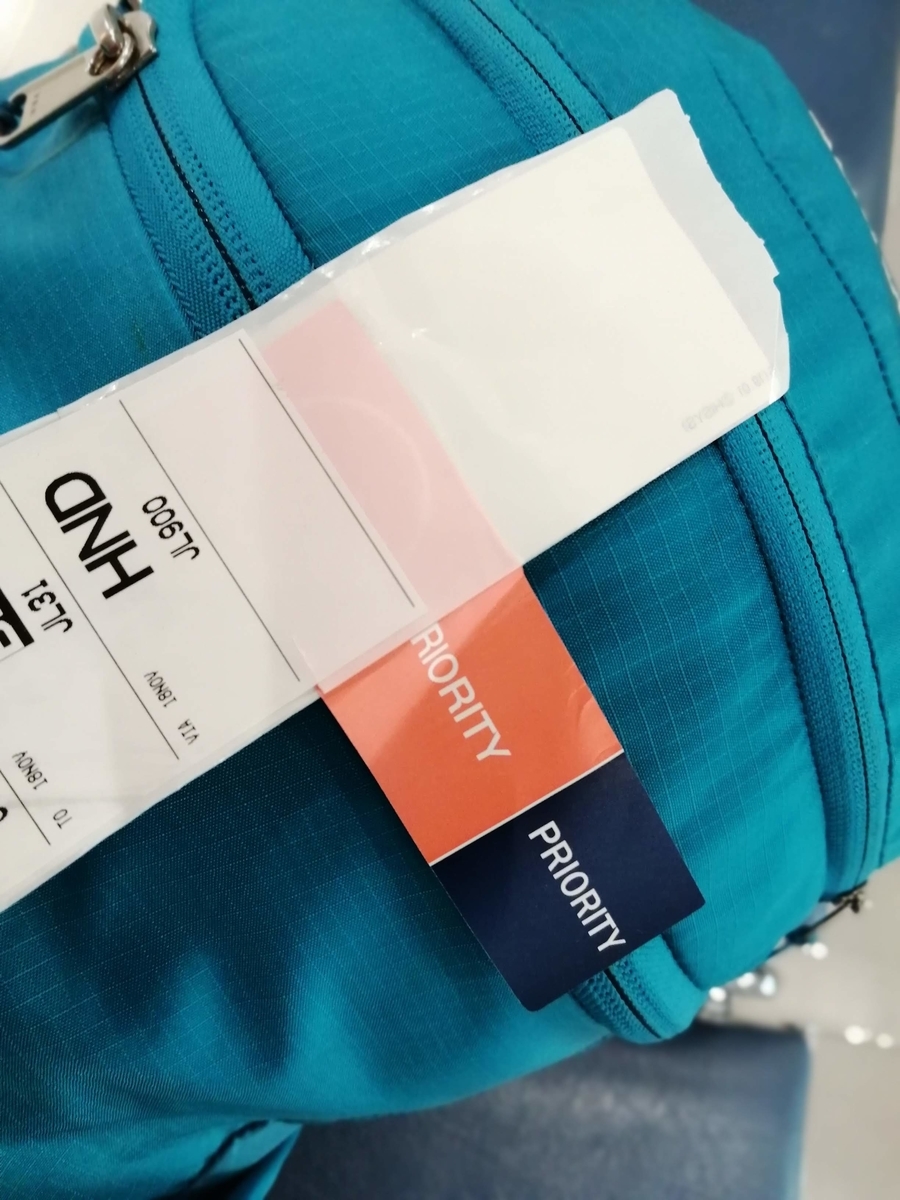 HND
JL900
VIA 18NOV
JL31
TO 18NOV
PRIORITY
PRIORITY